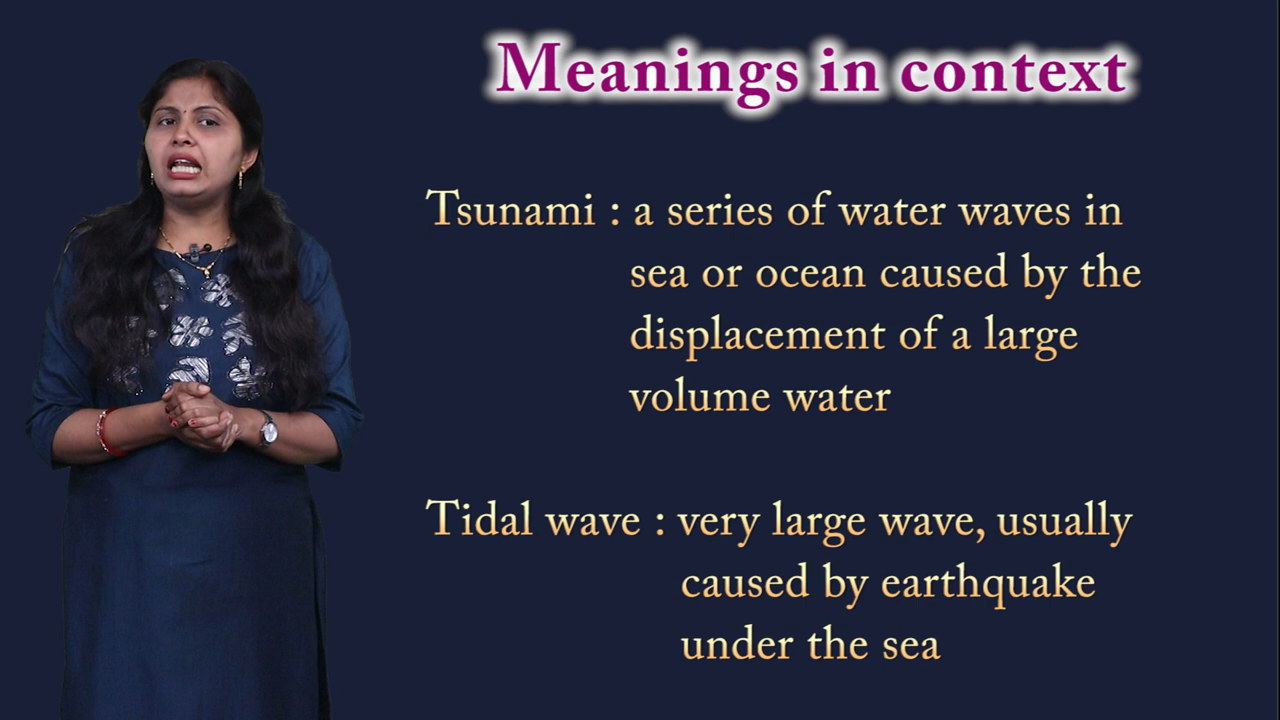 Meanings in context
Tsunami : a series of water waves in
sea or ocean caused by the
displacement of a large
volume water
Tidal wave : very large wave, usually
caused by earthquake
under the sea